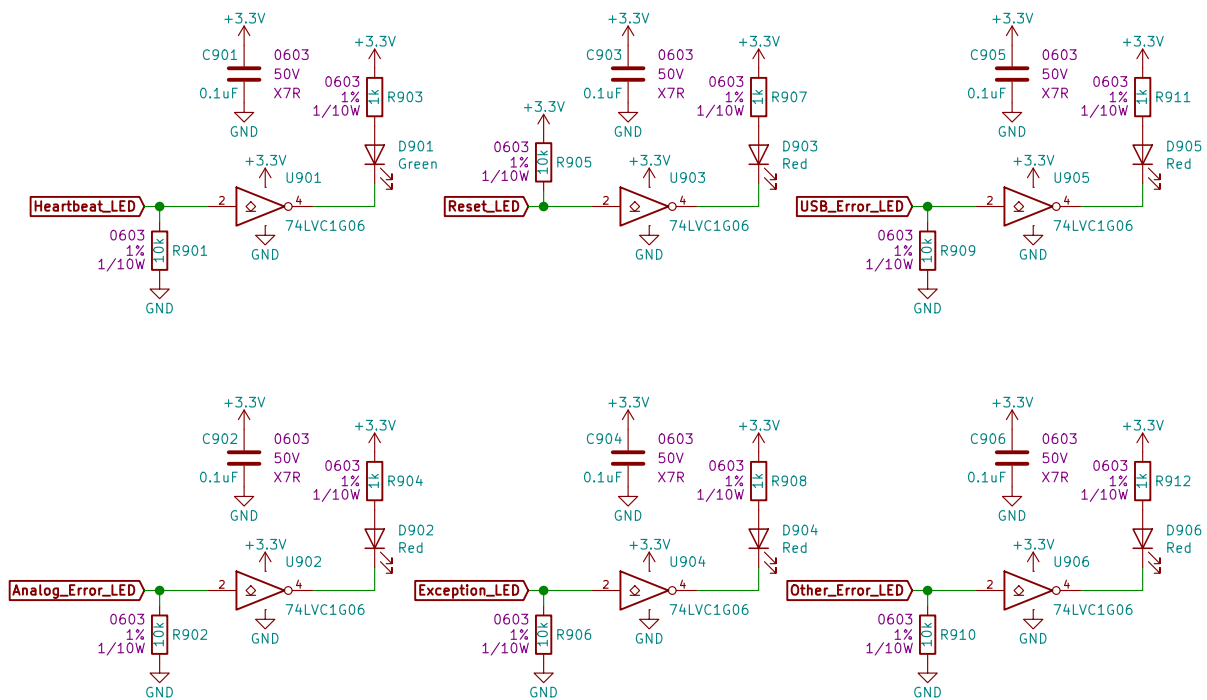 +3.3V
C901
0.1uF
0603
50V
X7R
GND
+3.3V
0603
1%
1/10W
1k
R903
D901
Green
+3.3V
U901
Heartbeat_LED
2
4
74LVC1G06
GND
0603
1%
1/10W
10k
R901
GND
+3.3V
C903
0.1uF
0603
50V
X7R
GND
+3.3V
0603
1%
1/10W
1k
R907
D903
Red
+3.3V
0603
1%
1/10W
10k
R905
+3.3V
U903
Reset_LED
2
4
74LVC1G06
GND
+3.3V
C905
0.1uF
0603
50V
X7R
GND
+3.3V
0603
1%
1/10W
1k
R911
D905
Red
+3.3V
U905
USB_Error_LED
2
4
74LVC1G06
GND
0603
1%
1/10W
10k
R909
GND
+3.3V
C902
0.1uF
0603
50V
X7R
GND
+3.3V
0603
1%
1/10W
1k
R904
D902
Red
+3.3V
U902
Analog_Error_LED
2
4
74LVC1G06
GND
0603
1%
1/10W
10k
R902
GND
+3.3V
C904
0.1uF
0603
50V
X7R
GND
+3.3V
0603
1%
1/10W
1k
R908
D904
Red
+3.3V
U904
Exception_LED
2
4
74LVC1G06
GND
0603
1%
1/10W
10k
R906
GND
+3.3V
C906
0.1uF
0603
50V
X7R
GND
+3.3V
0603
1%
1/10W
1k
R912
D906
Red
+3.3V
U906
Other_Error_LED
2
4
74LVC1G06
GND
0603
1%
1/10W
10k
R910
GND